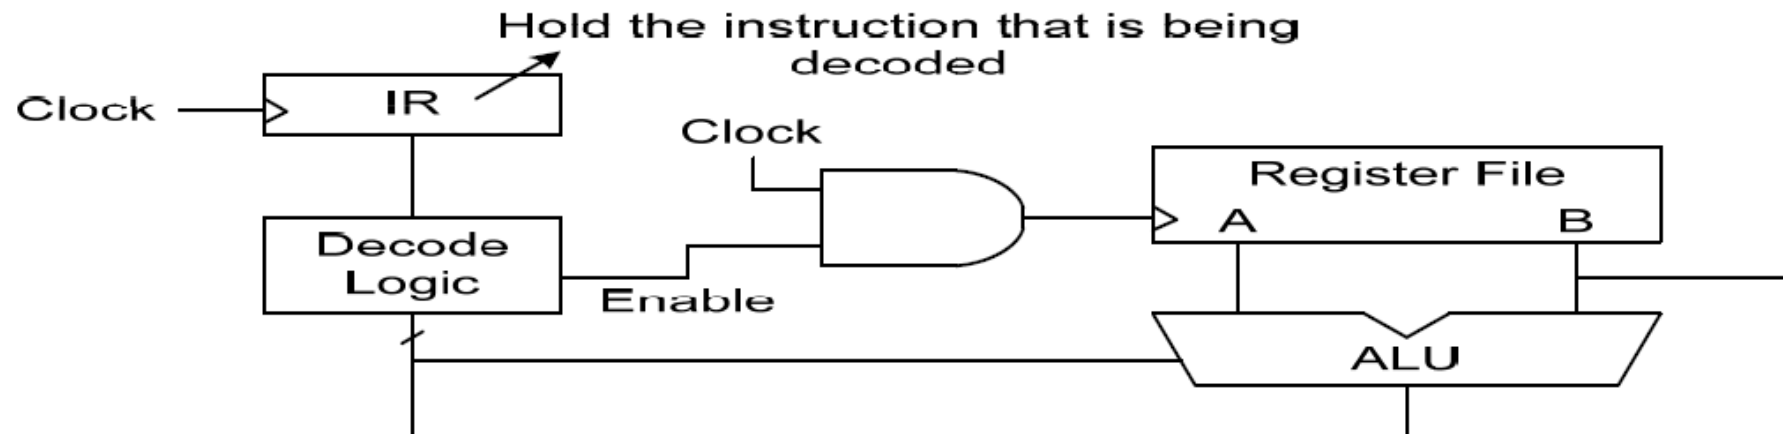 Hold the instruction that is being
decoded
Clock
IR
Clock
Register File
A
B
Decode
Logic
Enable
ALU